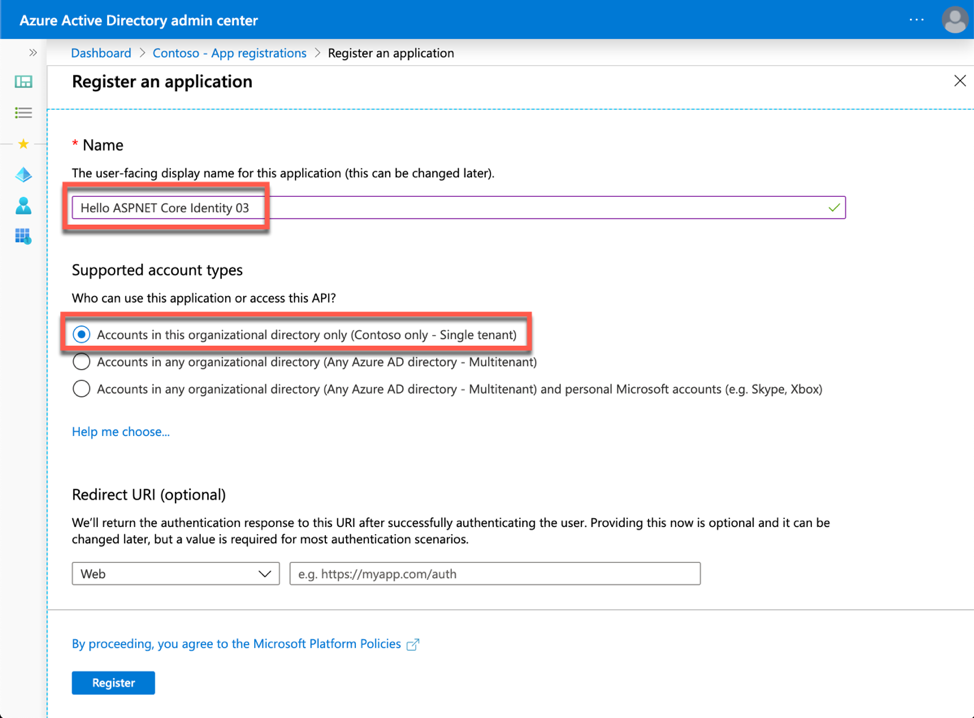 Azure Active Directory admin center
Dashboard > Contoso - App registrations > Register an application
Register an application
* Name
The user-facing display name for this application (this can be changed later).
Hello ASPNET Core Identity 03
Supported account types
Who can use this application or access this API?
Accounts in this organizational directory only (Contoso only - Single tenant)
Accounts in any organizational directory (Any Azure AD directory - Multitenant)
Accounts in any organizational directory (Any Azure AD directory - Multitenant) and personal Microsoft accounts (e.g. Skype, Xbox)
Help me choose...
Redirect URI (optional)
We'll return the authentication response to this URI after successfully authenticating the user. Providing this now is optional and it can be
changed later, but a value is required for most authentication scenarios.
Web e.g. https://myapp.com/auth
By proceeding, you agree to the Microsoft Platform Policies
Register